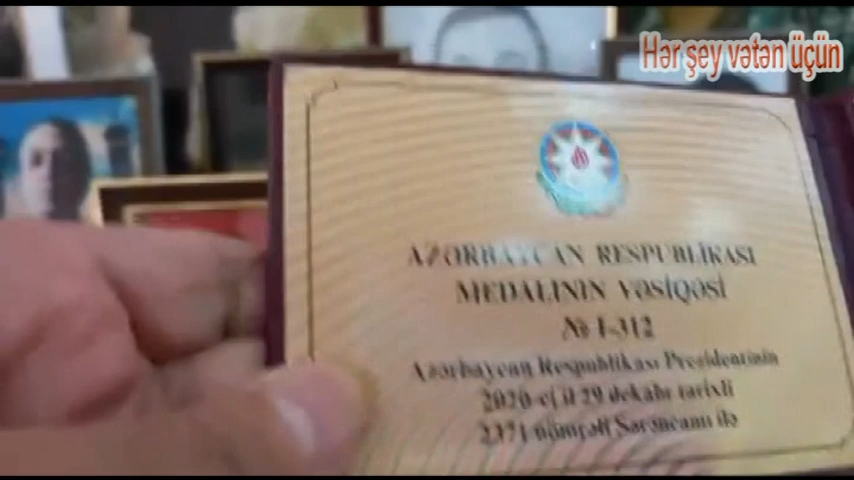 Hər şey vətən üçün
AZƏRBAYCAN RESPUBLİKASI
MEDALININ VƏSİQƏSİ
№ I-312
Azərbaycan Respublikası Prezidentinin
2020-ci il 29 dekabr tarixli
2371 nömrəli Sərəncamı ilə